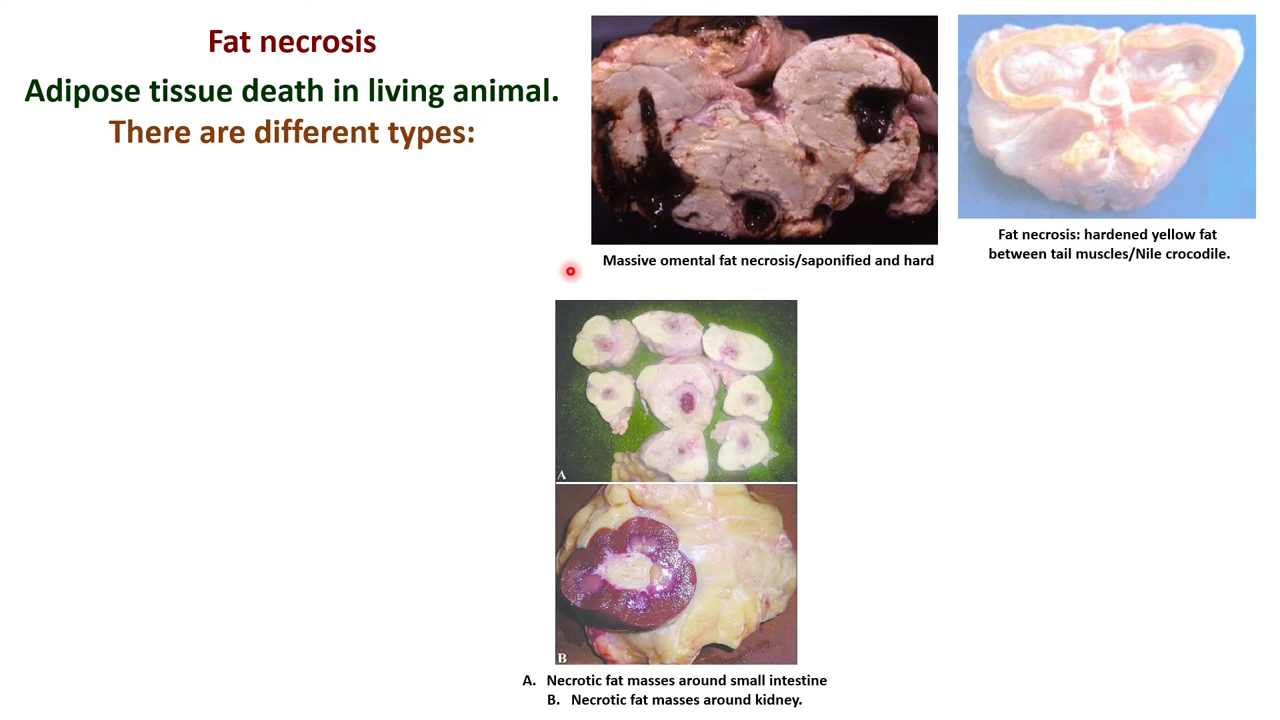 Fat necrosis
Adipose tissue death in living animal.
There are different types:
Massive omental fat necrosis/saponified and hard
Fat necrosis: hardened yellow fat
between tail muscles/Nile crocodile.
A
B
A. Necrotic fat masses around small intestine
B. Necrotic fat masses around kidney.